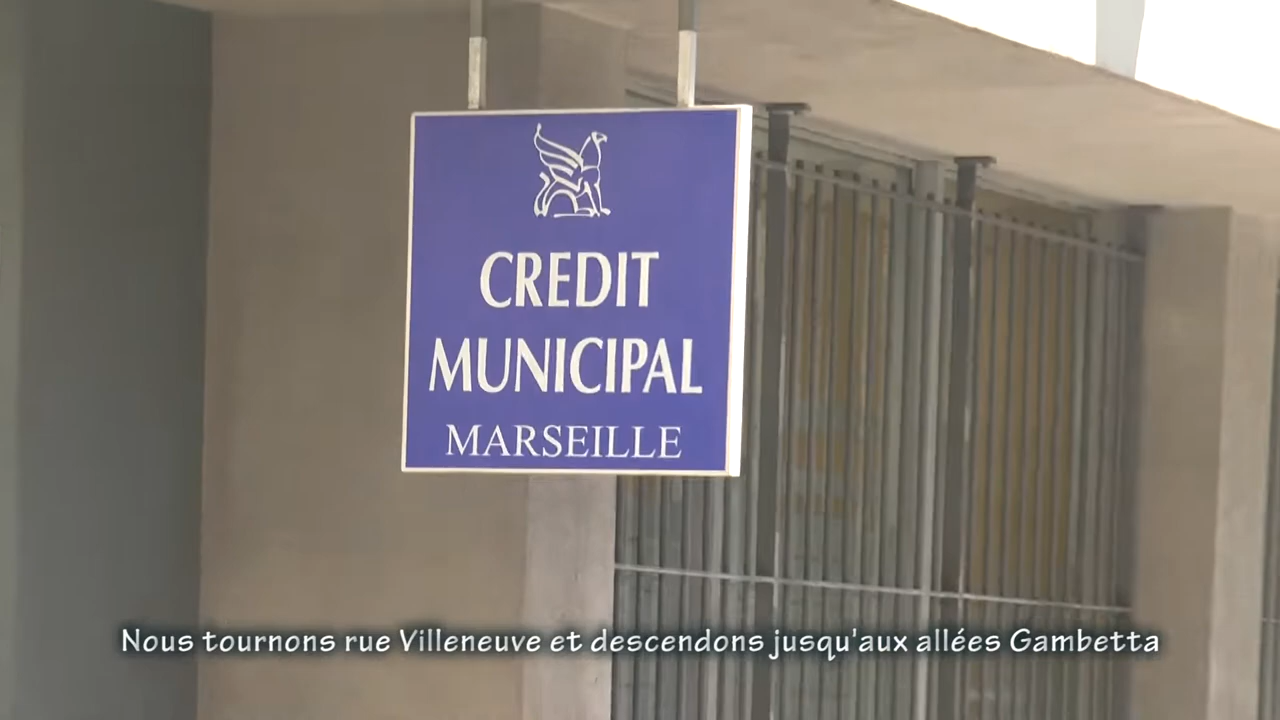 CREDIT
MUNICIPAL
MARSEILLE
Nous tournons rue Villeneuve et descendons jusqu'aux allées Gambetta